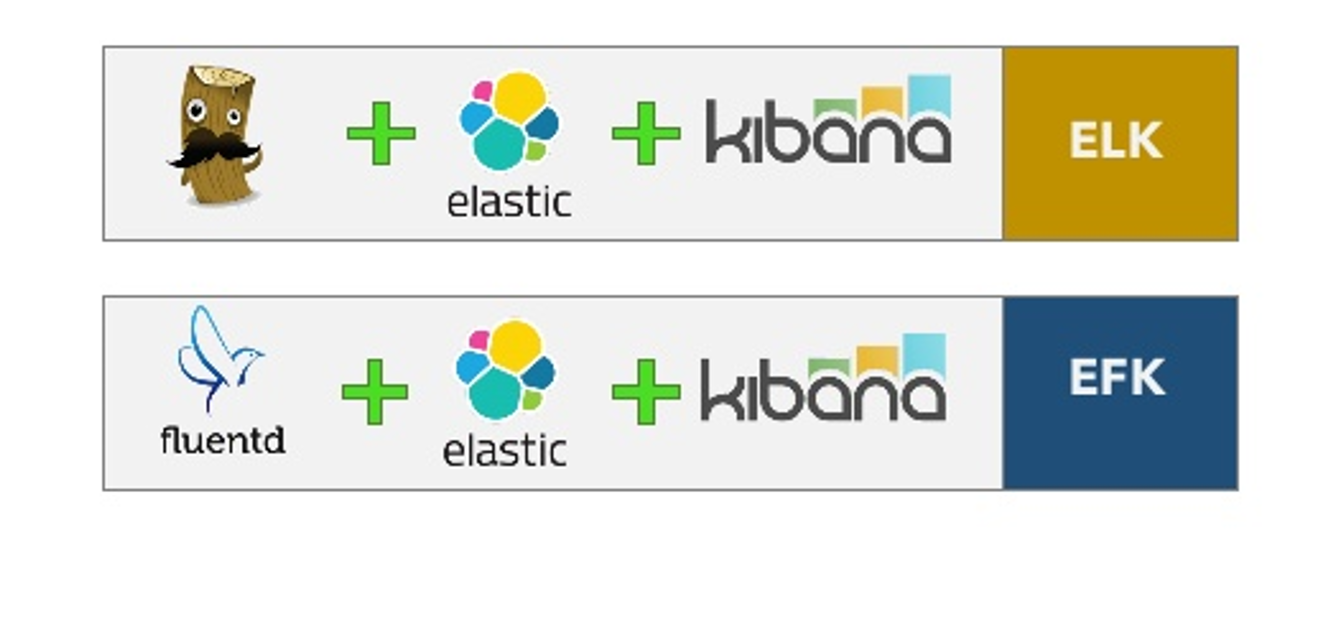 elastic
kibana
ELK
fluentd
elastic
kibana
EFK